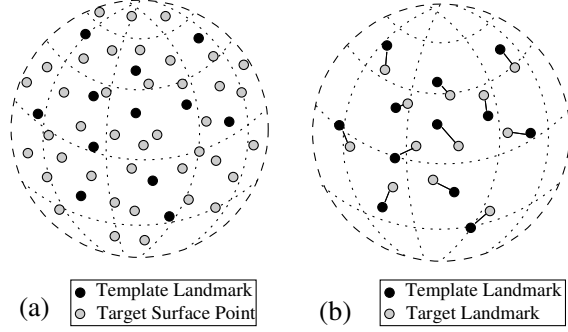 (a)
Template Landmark
Target Surface Point
(b)
Template Landmark
Target Landmark